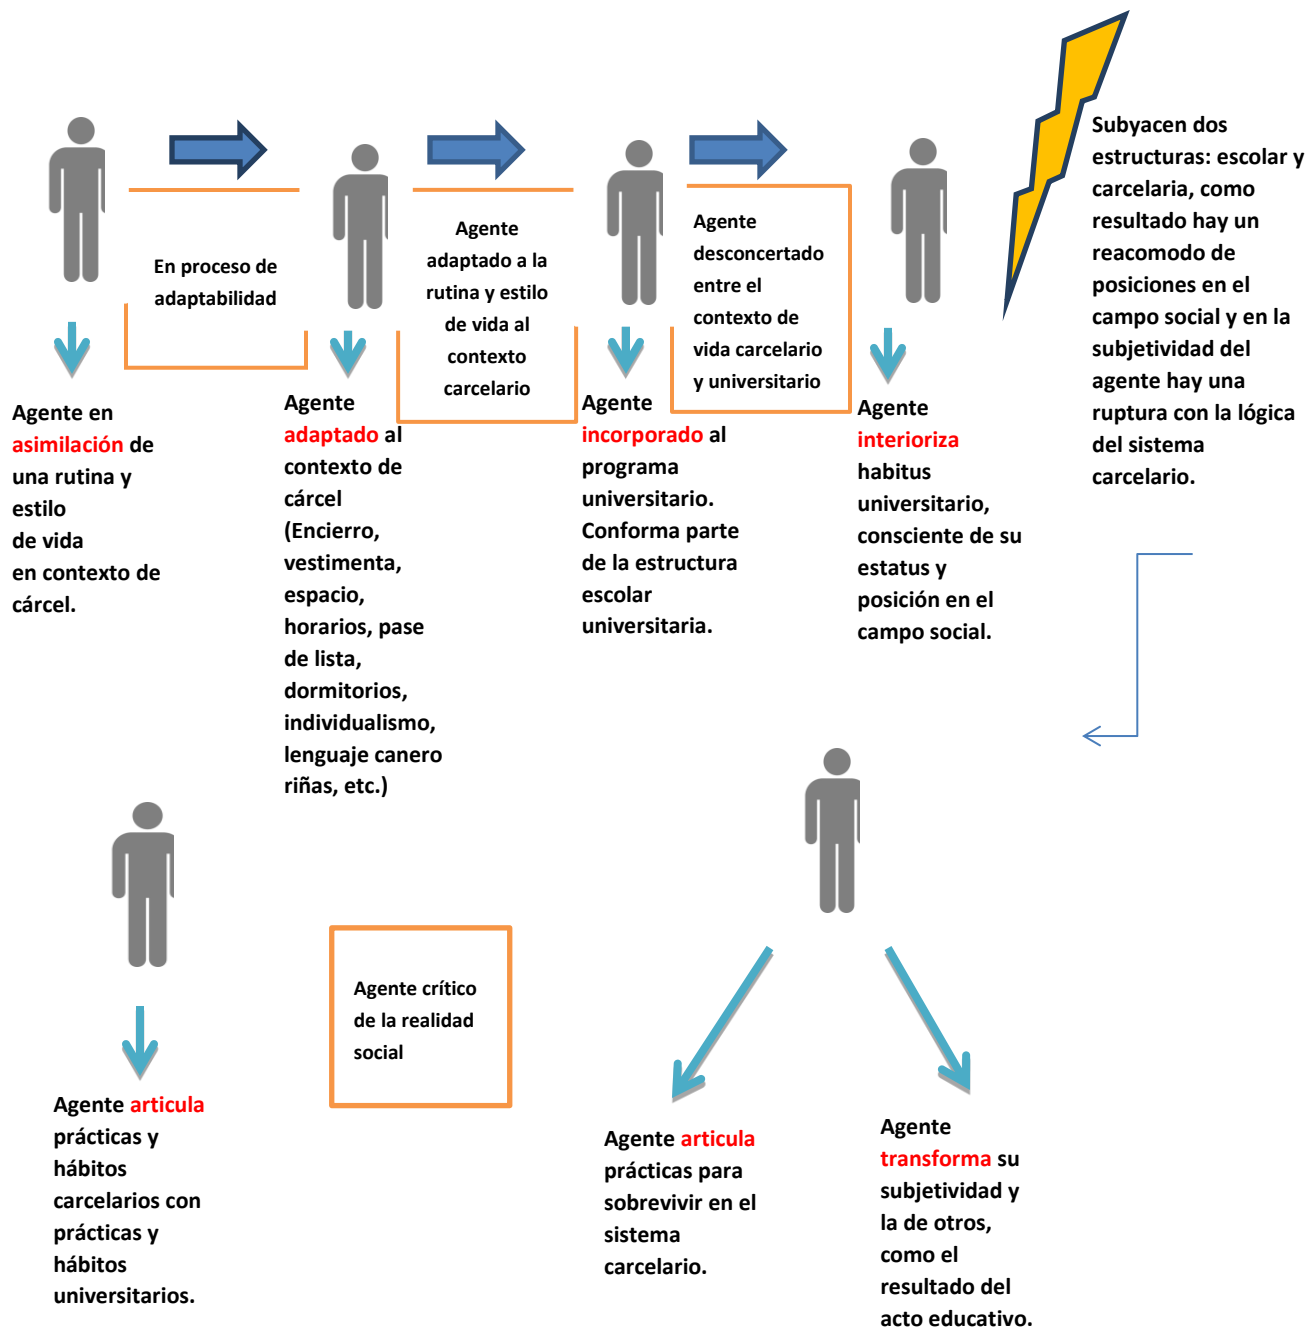 Subyacen dos
estructuras: escolar y
carcelaria, como
resultado hay un
reacomodo de
posiciones en el
campo social y en la
subjetividad del
agente hay una
ruptura con la lógica
del sistema
carcelario.
En proceso de
adaptabilidad
Agente
adaptado a la
rutina y estilo
de vida al
contexto
carcelario
Agente
desconcertado
entre el
contexto de
vida carcelario
y universitario
Agente en
asimilación de
una rutina y
estilo
de vida
en contexto de
cárcel.
Agente
adaptado al
contexto de
cárcel
(Encierro,
vestimenta,
espacio,
horarios, pase
de lista,
dormitorios,
individualismo,
lenguaje canero
riñas, etc.)
Agente
incorporado al
programa
universitario.
Conforma parte
de la estructura
escolar
universitaria.
Agente
interioriza
habitus
universitario,
consciente de su
estatus y
posición en el
campo social.
Agente crítico
de la realidad
social
Agente articula
prácticas y
hábitos
carcelarios con
prácticas y
hábitos
universitarios.
Agente articula
prácticas para
sobrevivir en el
sistema
carcelario.
Agente
transforma su
subjetividad y
la de otros,
como el
resultado del
acto educativo.